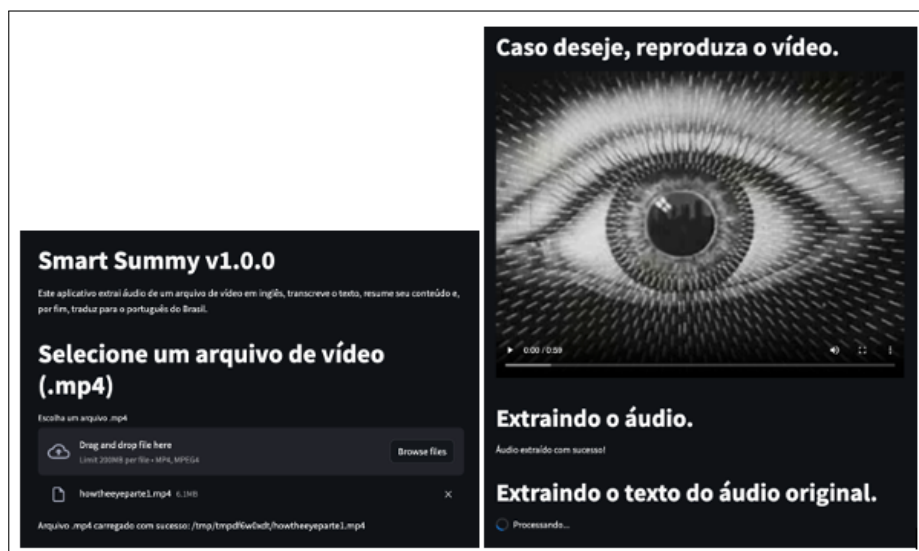 Smart Summy v1.0.0
Este aplicativo extrai áudio de um arquivo de vídeo em inglês, transcreve o texto, resume seu conteúdo e,
por fim, traduz para o português do Brasil.
Selecione um arquivo de vídeo
(.mp4)
Escolha um arquivo .mp4
Drag and drop file here
Limit 200MB per file • MP4, MPEG4
Browse files
howtheeyeparte1.mp4 6.1MB
Arquivo .mp4 carregado com sucesso: /tmp/tmpdf6w0xdt/howtheeyeparte1.mp4
Caso deseje, reproduza o vídeo.
0:00 / 0:59
Extraindo o áudio.
Áudio extraído com sucesso!
Extraindo o texto do áudio original.
Processando...